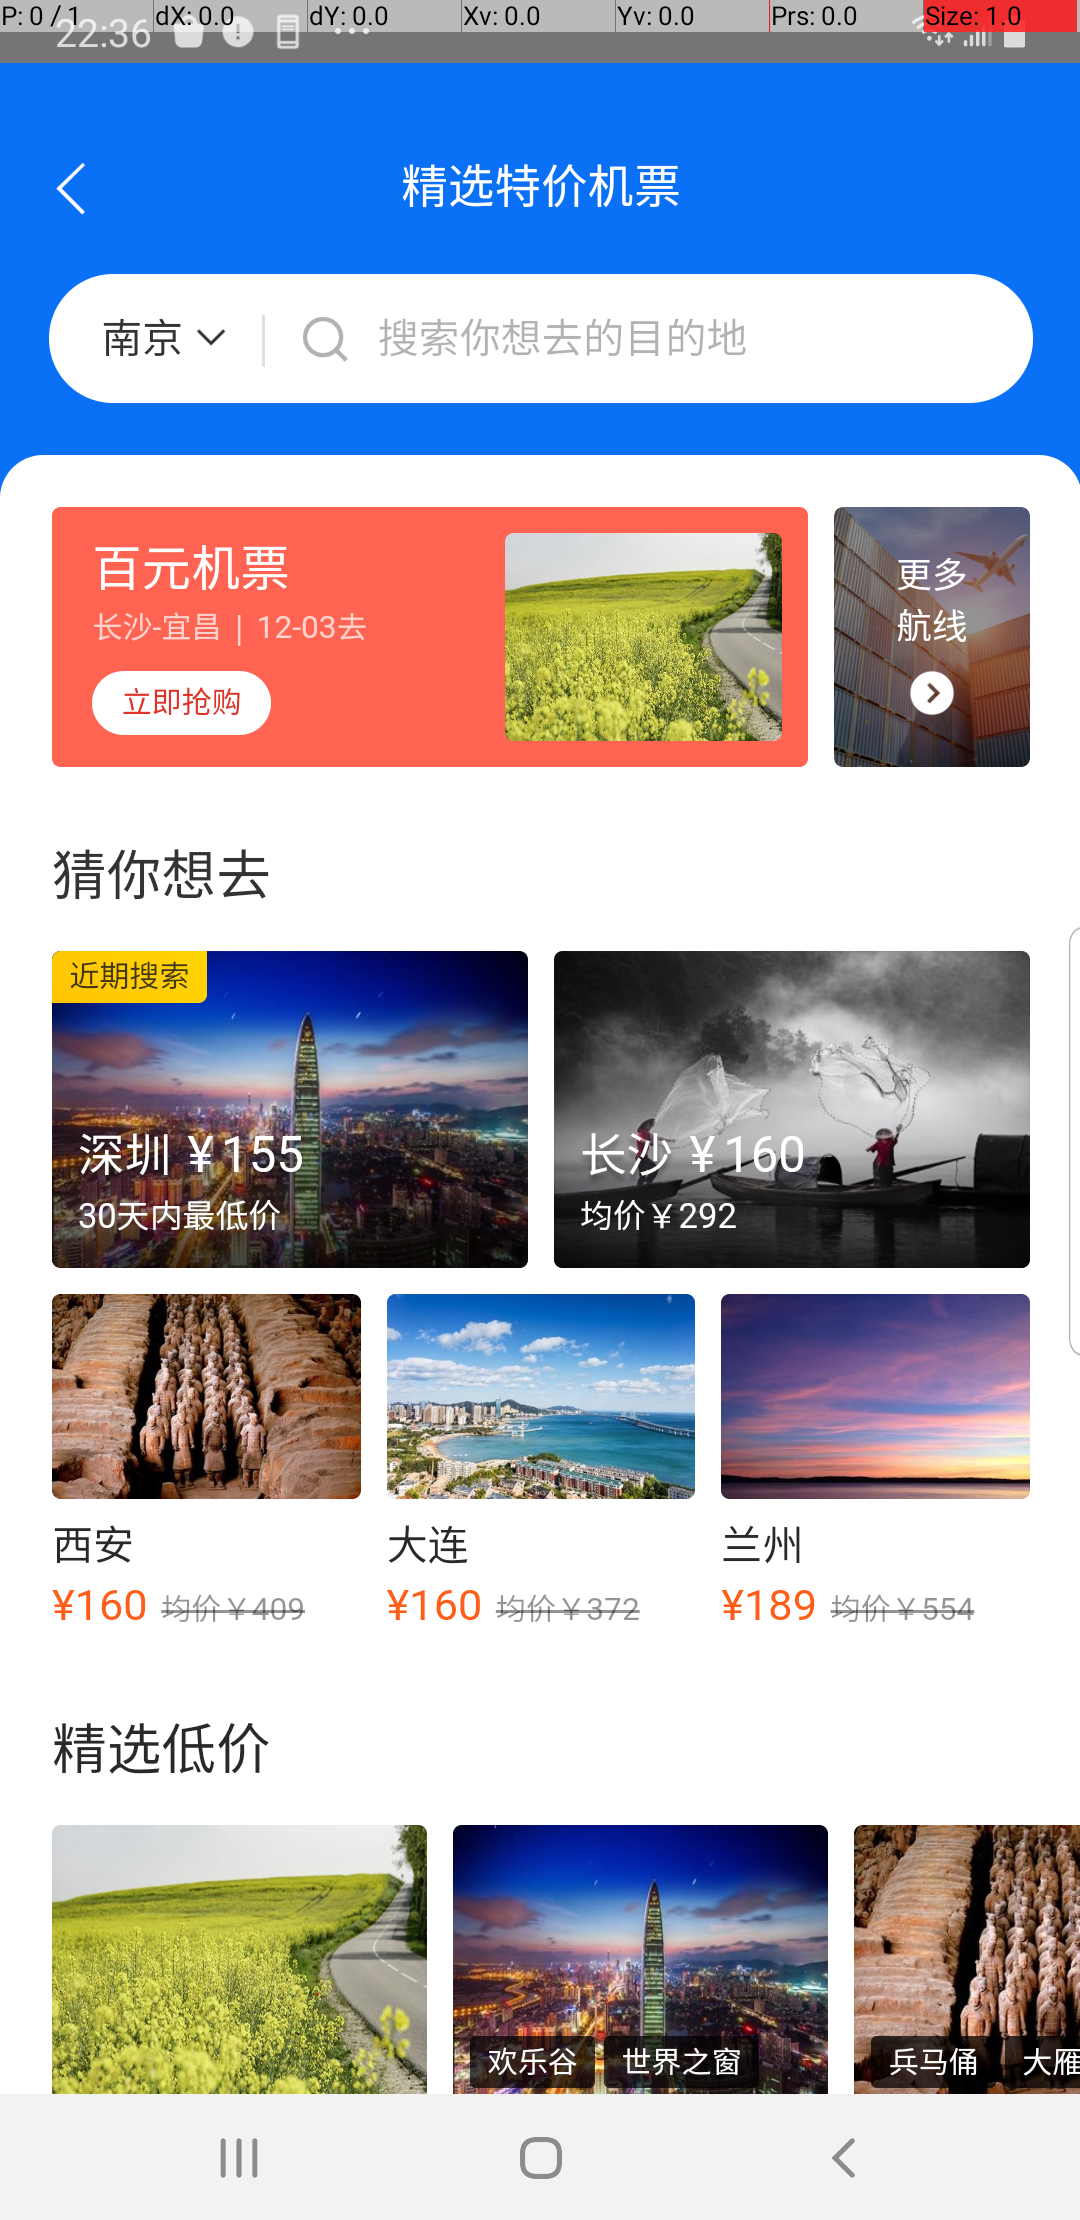 P: 0 / 1
dX: 0.0
dY: 0.0
Xv: 0.0
Yv: 0.0
Prs: 0.0
Size: 1.0
22:36
精选特价机票
南京
搜索你想去的目的地
百元机票
长沙-宜昌 | 12-03去
立即抢购
更多
航线
猜你想去
近期搜索
深圳 ¥155
30天内最低价
长沙 ¥160
均价¥292
西安
¥160 均价¥409
大连
¥160 均价¥372
兰州
¥189 均价¥554
精选低价
欢乐谷
世界之窗
兵马俑
大雁